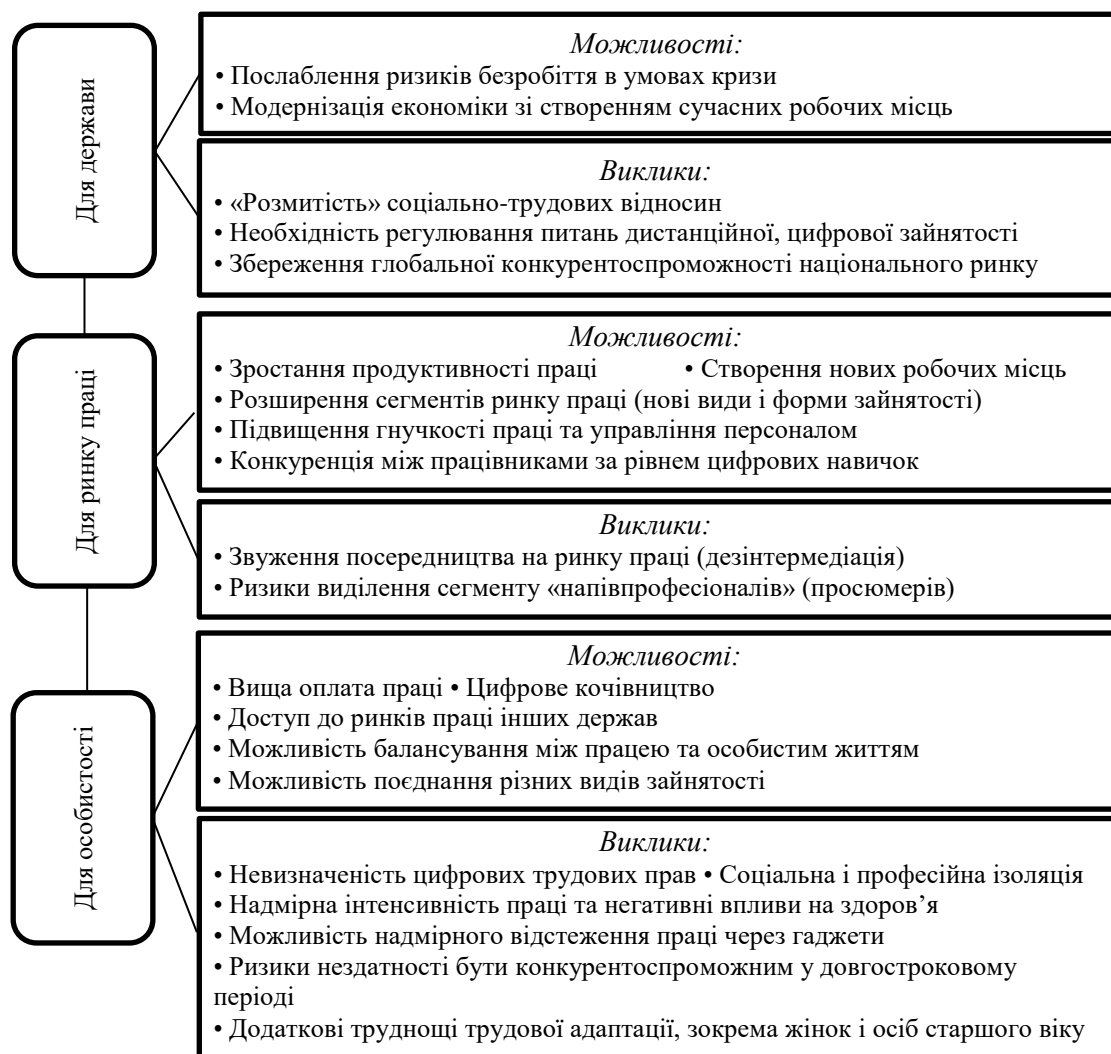 Для держави
Можливості:
• Послаблення ризиків безробіття в умовах кризи
• Модернізація економіки зі створенням сучасних робочих місць
Виклики:
• «Розмитість» соціально-трудових відносин
• Необхідність регулювання питань дистанційної, цифрової зайнятості
• Збереження глобальної конкурентоспроможності національного ринку
Для ринку праці
Можливості:
• Зростання продуктивності праці • Створення нових робочих місць
• Розширення сегментів ринку праці (нові види і форми зайнятості)
• Підвищення гнучкості праці та управління персоналом
• Конкуренція між працівниками за рівнем цифрових навичок
Виклики:
• Звуження посередництва на ринку праці (дезінтермедіація)
• Ризики виділення сегменту «напівпрофесіоналів» (просюмерів)
Для особистості
Можливості:
• Вища оплата праці • Цифрове кочівництво
• Доступ до ринків праці інших держав
• Можливість балансування між працею та особистим життям
• Можливість поєднання різних видів зайнятості
Виклики:
• Невизначеність цифрових трудових прав • Соціальна і професійна ізоляція
• Надмірна інтенсивність праці та негативні впливи на здоров’я
• Можливість надмірного відстеження праці через гаджети
• Ризики нездатності бути конкурентоспроможним у довгостроковому
періоді
• Додаткові труднощі трудової адаптації, зокрема жінок і осіб старшого віку